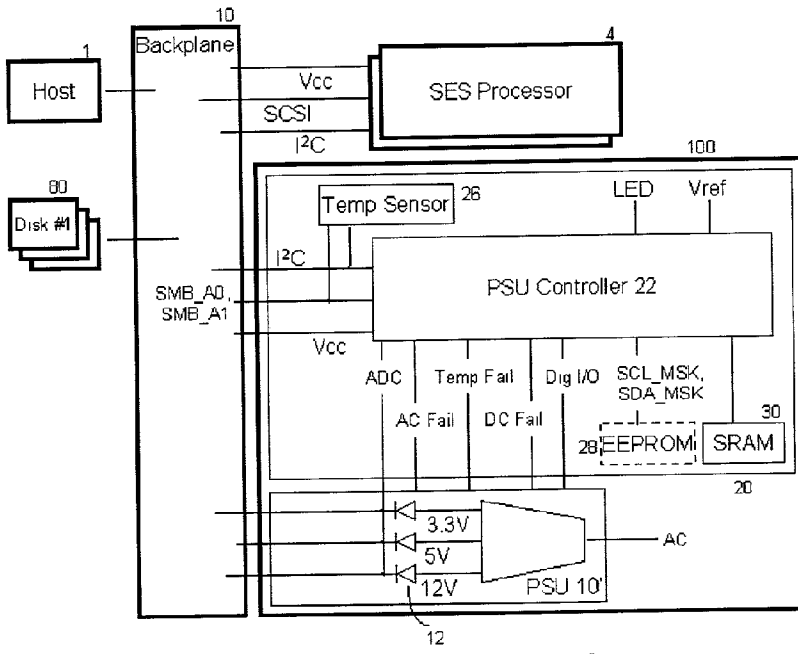 10
Backplane
1
Host
4
SES Processor
Vcc
SCSI
I²C
100
80
Disk #1
Temp Sensor
26
LED
Vref
I²C
PSU Controller 22
SMB_A0,
SMB_A1
Vcc
ADC
Temp Fail
Dig I/O
SCL_MSK,
SDA_MSK
AC Fail
DC Fail
30
28
EEPROM
SRAM
20
3.3V
5V
12V
AC
PSU 10'
12